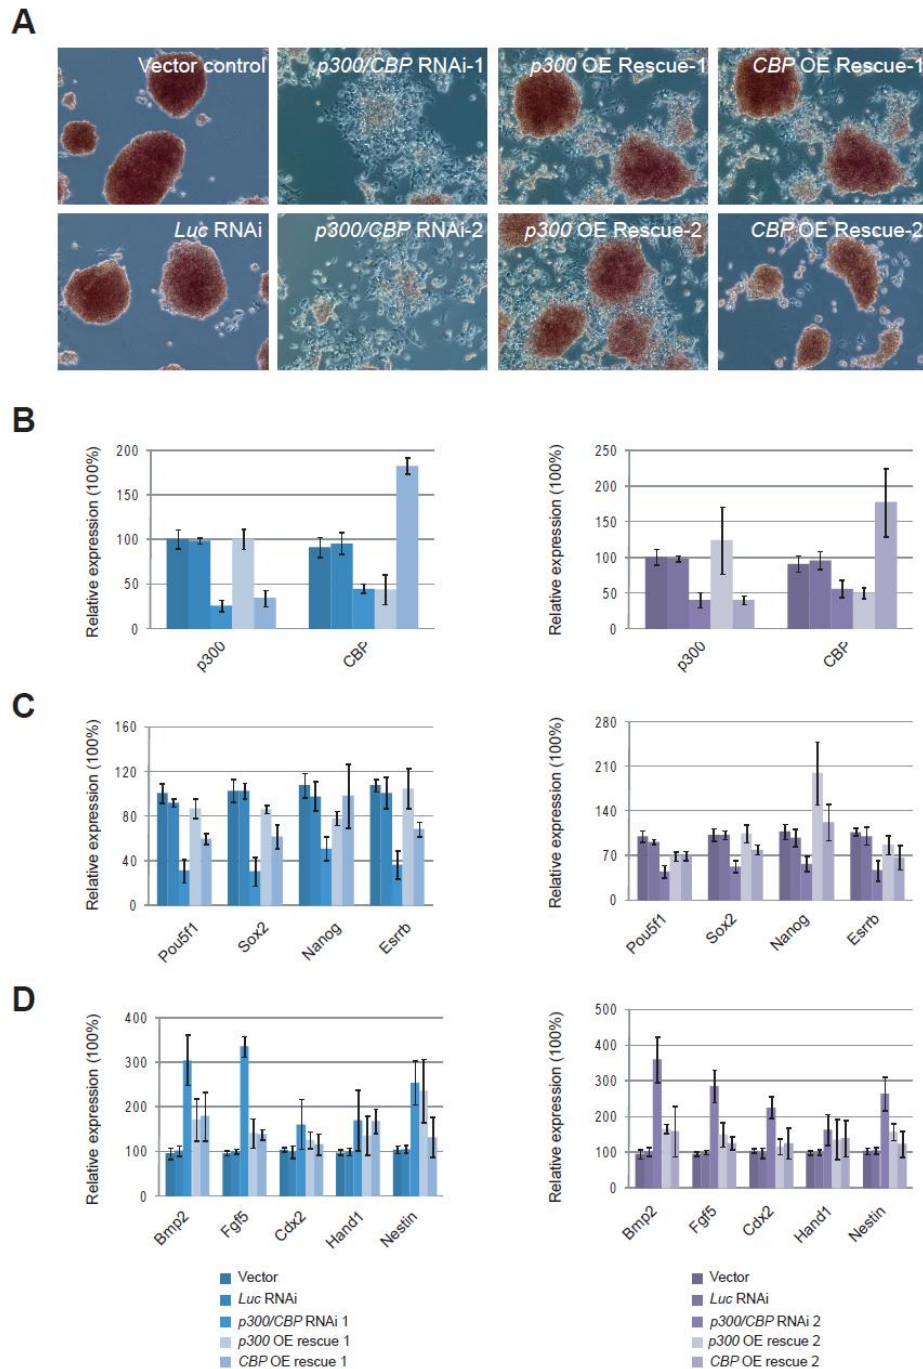 A
Vector control
p300/CBP RNAi-1
p300 OE Rescue-1
CBP OE Rescue-1
Luc RNAi
p300/CBP RNAi-2
p300 OE Rescue-2
CBP OE Rescue-2
B
Relative expression (100%)
200
150
100
50
0
p300
CBP
Relative expression (100%)
250
200
150
100
50
0
p300
CBP
C
Relative expression (100%)
160
120
80
40
0
Pou5f1
Sox2
Nanog
Esrrb
Relative expression (100%)
280
210
140
70
0
Pou5f1
Sox2
Nanog
Esrrb
D
Relative expression (100%)
400
300
200
100
0
Bmp2
Fgf5
Cdx2
Hand1
Nestin
Relative expression (100%)
500
400
300
200
100
0
Bmp2
Fgf5
Cdx2
Hand1
Nestin
Vector
Luc RNAi
p300/CBP RNAi 1
p300 OE rescue 1
CBP OE rescue 1
Vector
Luc RNAi
p300/CBP RNAi 2
p300 OE rescue 2
CBP OE rescue 2